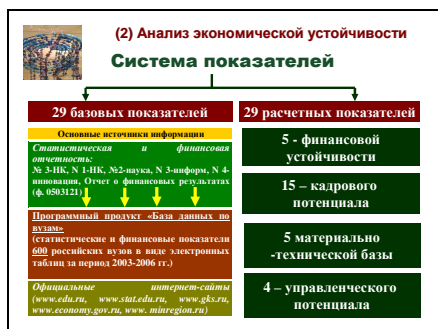 (2) Анализ экономической устойчивости
Система показателей
29 базовых показателей
Основные источники информации
Статистическая и финансовая
отчетность:
№ 3-НК, N 1-НК, №2-наука, N 3-информ, N 4-
инновация, Отчет о финансовых результатах
(ф. 0503121)
Программный продукт «База данных по
вузам»
(статистические и финансовые показатели
600 российских вузов в виде электронных
таблиц за период 2003-2006 гг.)
Официальные интернет-сайты
(www.edu.ru, www.stat.edu.ru, www.gks.ru,
www.economy.gov.ru, www. minregion.ru)
29 расчетных показателей
5 - финансовой
устойчивости
15 – кадрового
потенциала
5 материально
-технической базы
4 – управленческого
потенциала